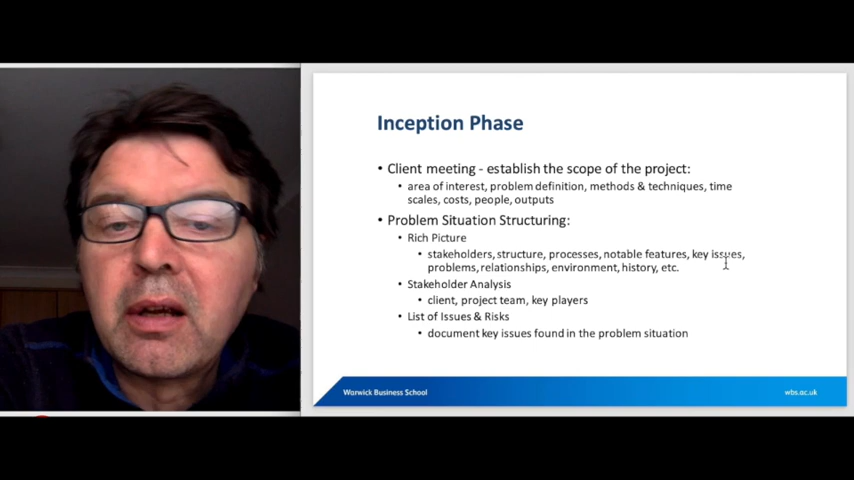 Inception Phase
• Client meeting - establish the scope of the project:
• area of interest, problem definition, methods & techniques, time
scales, costs, people, outputs
• Problem Situation Structuring:
• Rich Picture
• stakeholders, structure, processes, notable features, key issues,
problems, relationships, environment, history, etc.
• Stakeholder Analysis
• client, project team, key players
• List of Issues & Risks
• document key issues found in the problem situation
Warwick Business School
wbs.ac.uk